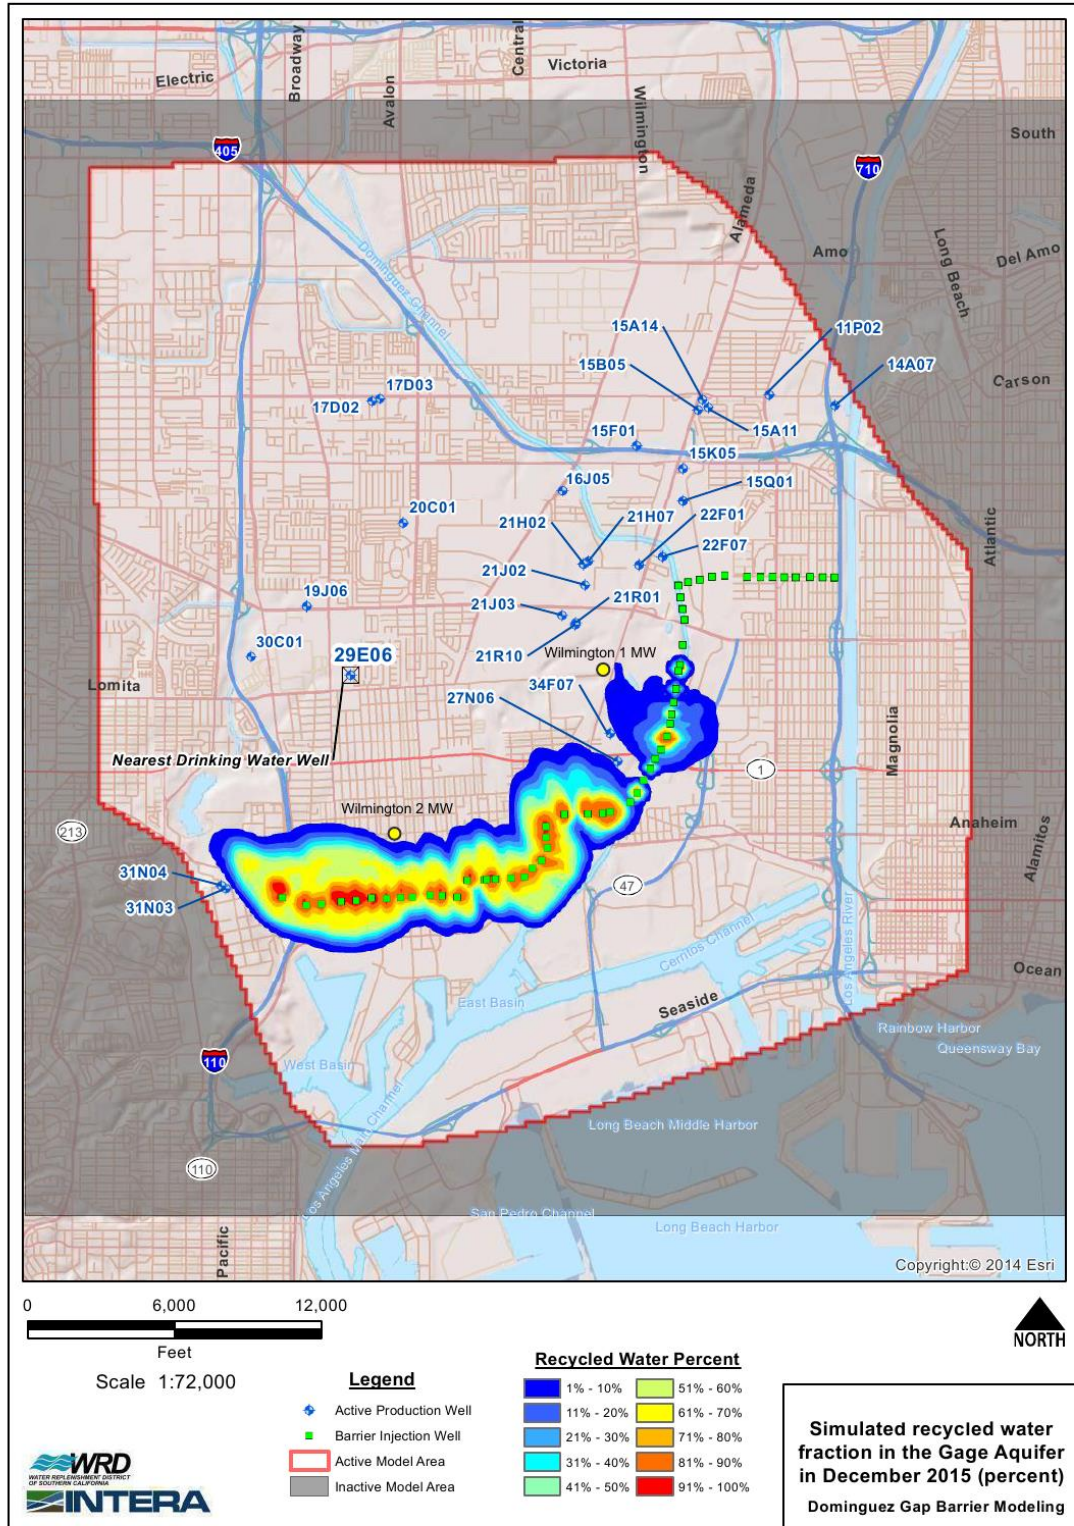 Electric
Broadway
Avalon
Central
Victoria
Wilmington
South
405
710
Alameda
Amo
Long Beach
Del Amo
Dominguez Channel
15A14
11P02
15B05
14A07
17D03
Carson
17D02
15F01
15A11
15K05
16J05
15Q01
20C01
21H07
22F01
21H02
22F07
Atlantic
21J02
21R01
19J06
21J03
30C01
29E06
21R10
Wilmington 1 MW
Lomita
34F07
27N06
Magnolia
Nearest Drinking Water Well
1
Wilmington 2 MW
213
Anaheim
Alamitos
31N04
47
31N03
Cerritos Channel
Los Angeles River
Ocean
East Basin
Seaside
Rainbow Harbor
Queensway Bay
110
West Basin
Los Angeles Main Channel
Long Beach Middle Harbor
110
San Pedro Channel
Long Beach Harbor
Pacific
Copyright:© 2014 Esri
0 6,000 12,000
Feet
Scale 1:72,000
NORTH
Legend
Active Production Well
Barrier Injection Well
Active Model Area
Inactive Model Area
Recycled Water Percent
1% - 10% 51% - 60%
11% - 20% 61% - 70%
21% - 30% 71% - 80%
31% - 40% 81% - 90%
41% - 50% 91% - 100%
Simulated recycled water
fraction in the Gage Aquifer
in December 2015 (percent)
Dominguez Gap Barrier Modeling
WRD
WATER REPLENISHMENT DISTRICT
OF SOUTHERN CALIFORNIA
INTERA